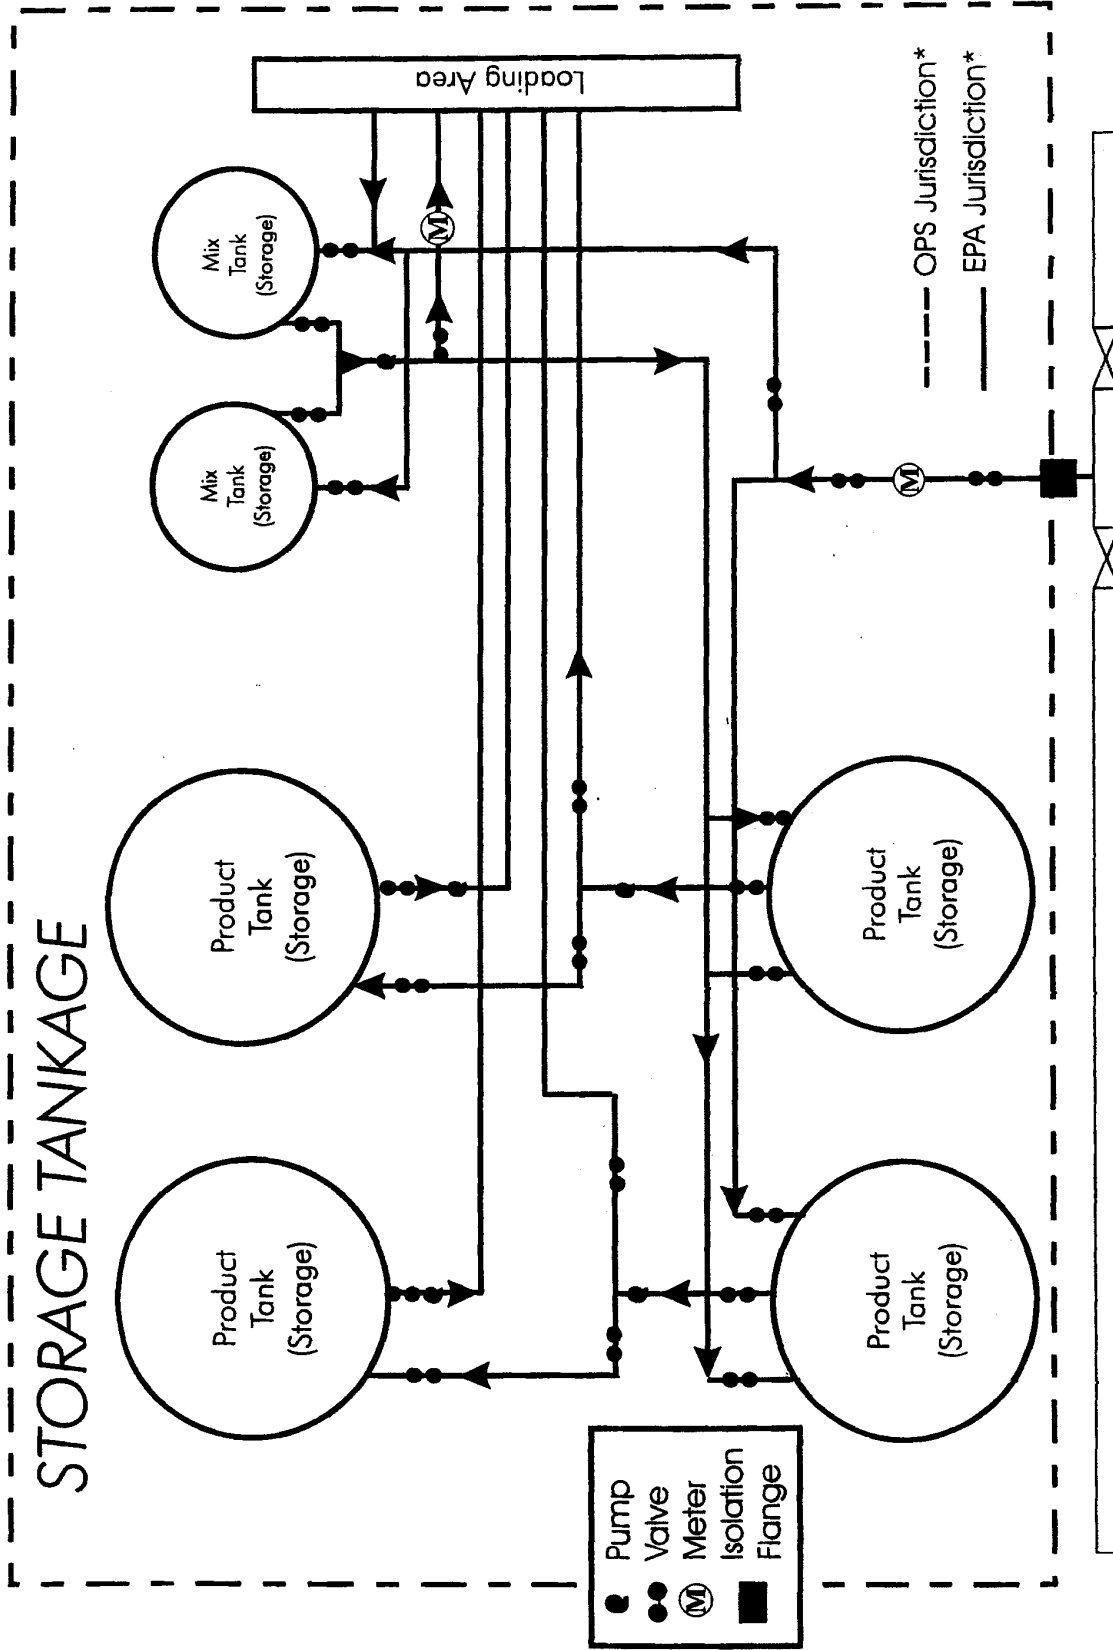 STORAGE TANKAGE
Product
Tank
(Storage)
Product
Tank
(Storage)
Mix
Tank
(Storage)
Mix
Tank
(Storage)
Loading Area
M
M
Product
Tank
(Storage)
Product
Tank
(Storage)
Pump
Valve
M Meter
Isolation
Flange
OPS Jurisdiction*
EPA Jurisdiction*